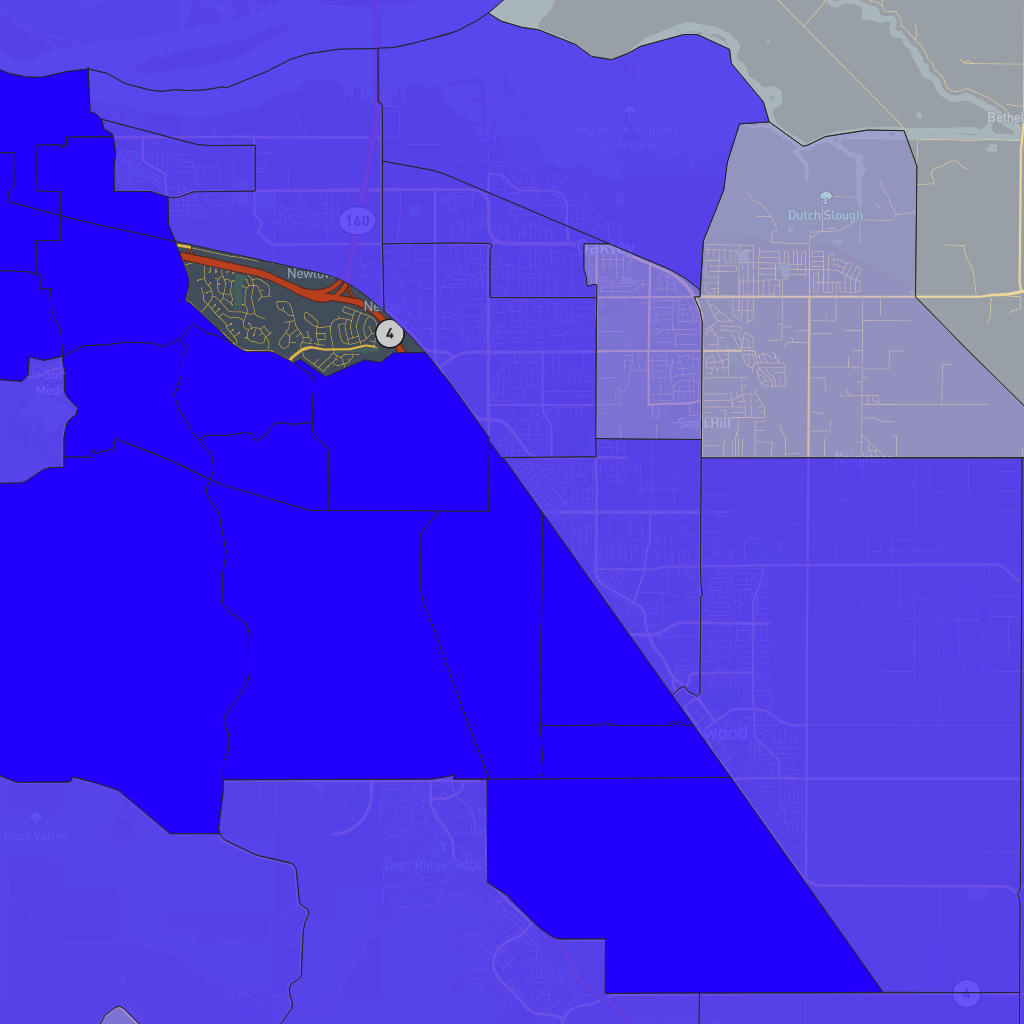 Bethel
Big Break Regional
Shoreline
160
Dutch Slough
Oakley
4
Sand Hill
Knightsen
wood
Deer Valley
Deer Ridge Golf C
4